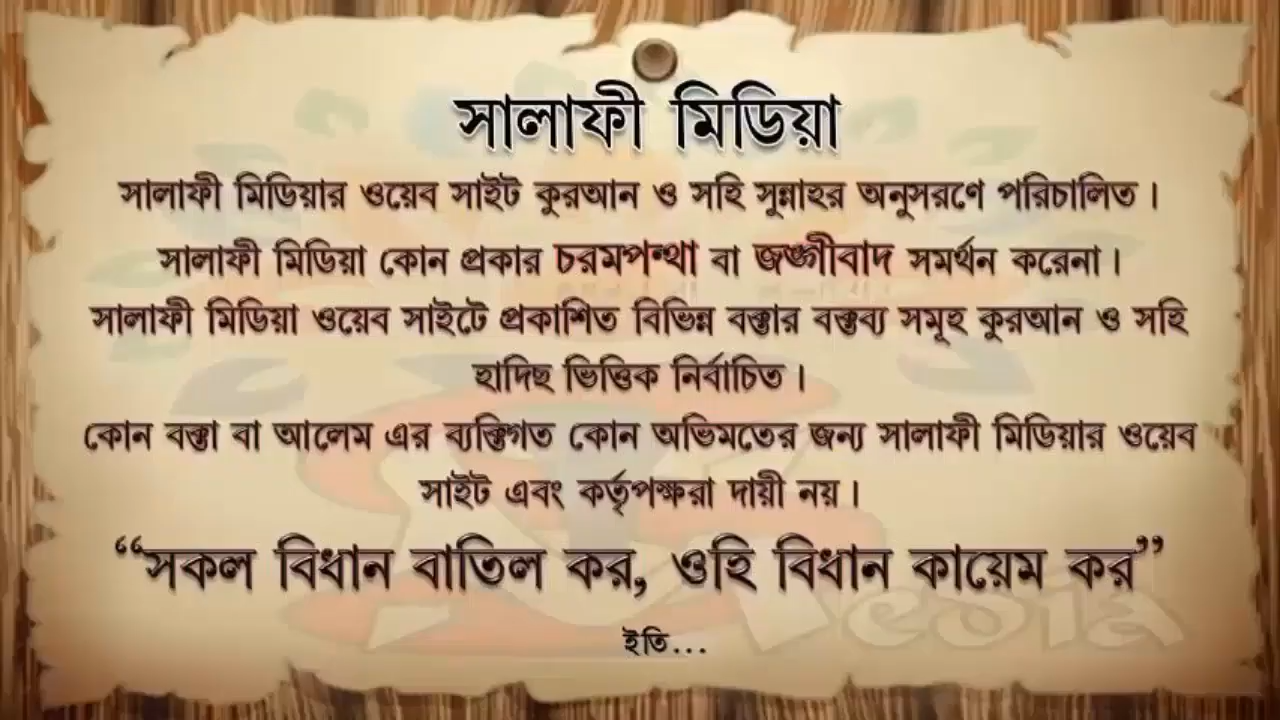 সালাফী মিডিয়া
সালাফী মিডিয়ার ওয়েব সাইট কুরআন ও সহি সুন্নাহর অনুসরণে পরিচালিত।
সালাফী মিডিয়া কোন প্রকার চরমপন্থা বা জঙ্গীবাদ সমর্থন করেনা।
সালাফী মিডিয়া ওয়েব সাইটে প্রকাশিত বিভিন্ন বক্তার বক্তব্য সমূহ কুরআন ও সহি
হাদিছ ভিত্তিক নির্বাচিত।
কোন বক্তা বা আলেম এর ব্যক্তিগত কোন অভিমতের জন্য সালাফী মিডিয়ার ওয়েব
সাইট এবং কর্তৃপক্ষরা দায়ী নয়।
“সকল বিধান বাতিল কর, ওহি বিধান কায়েম কর”
ইতি...